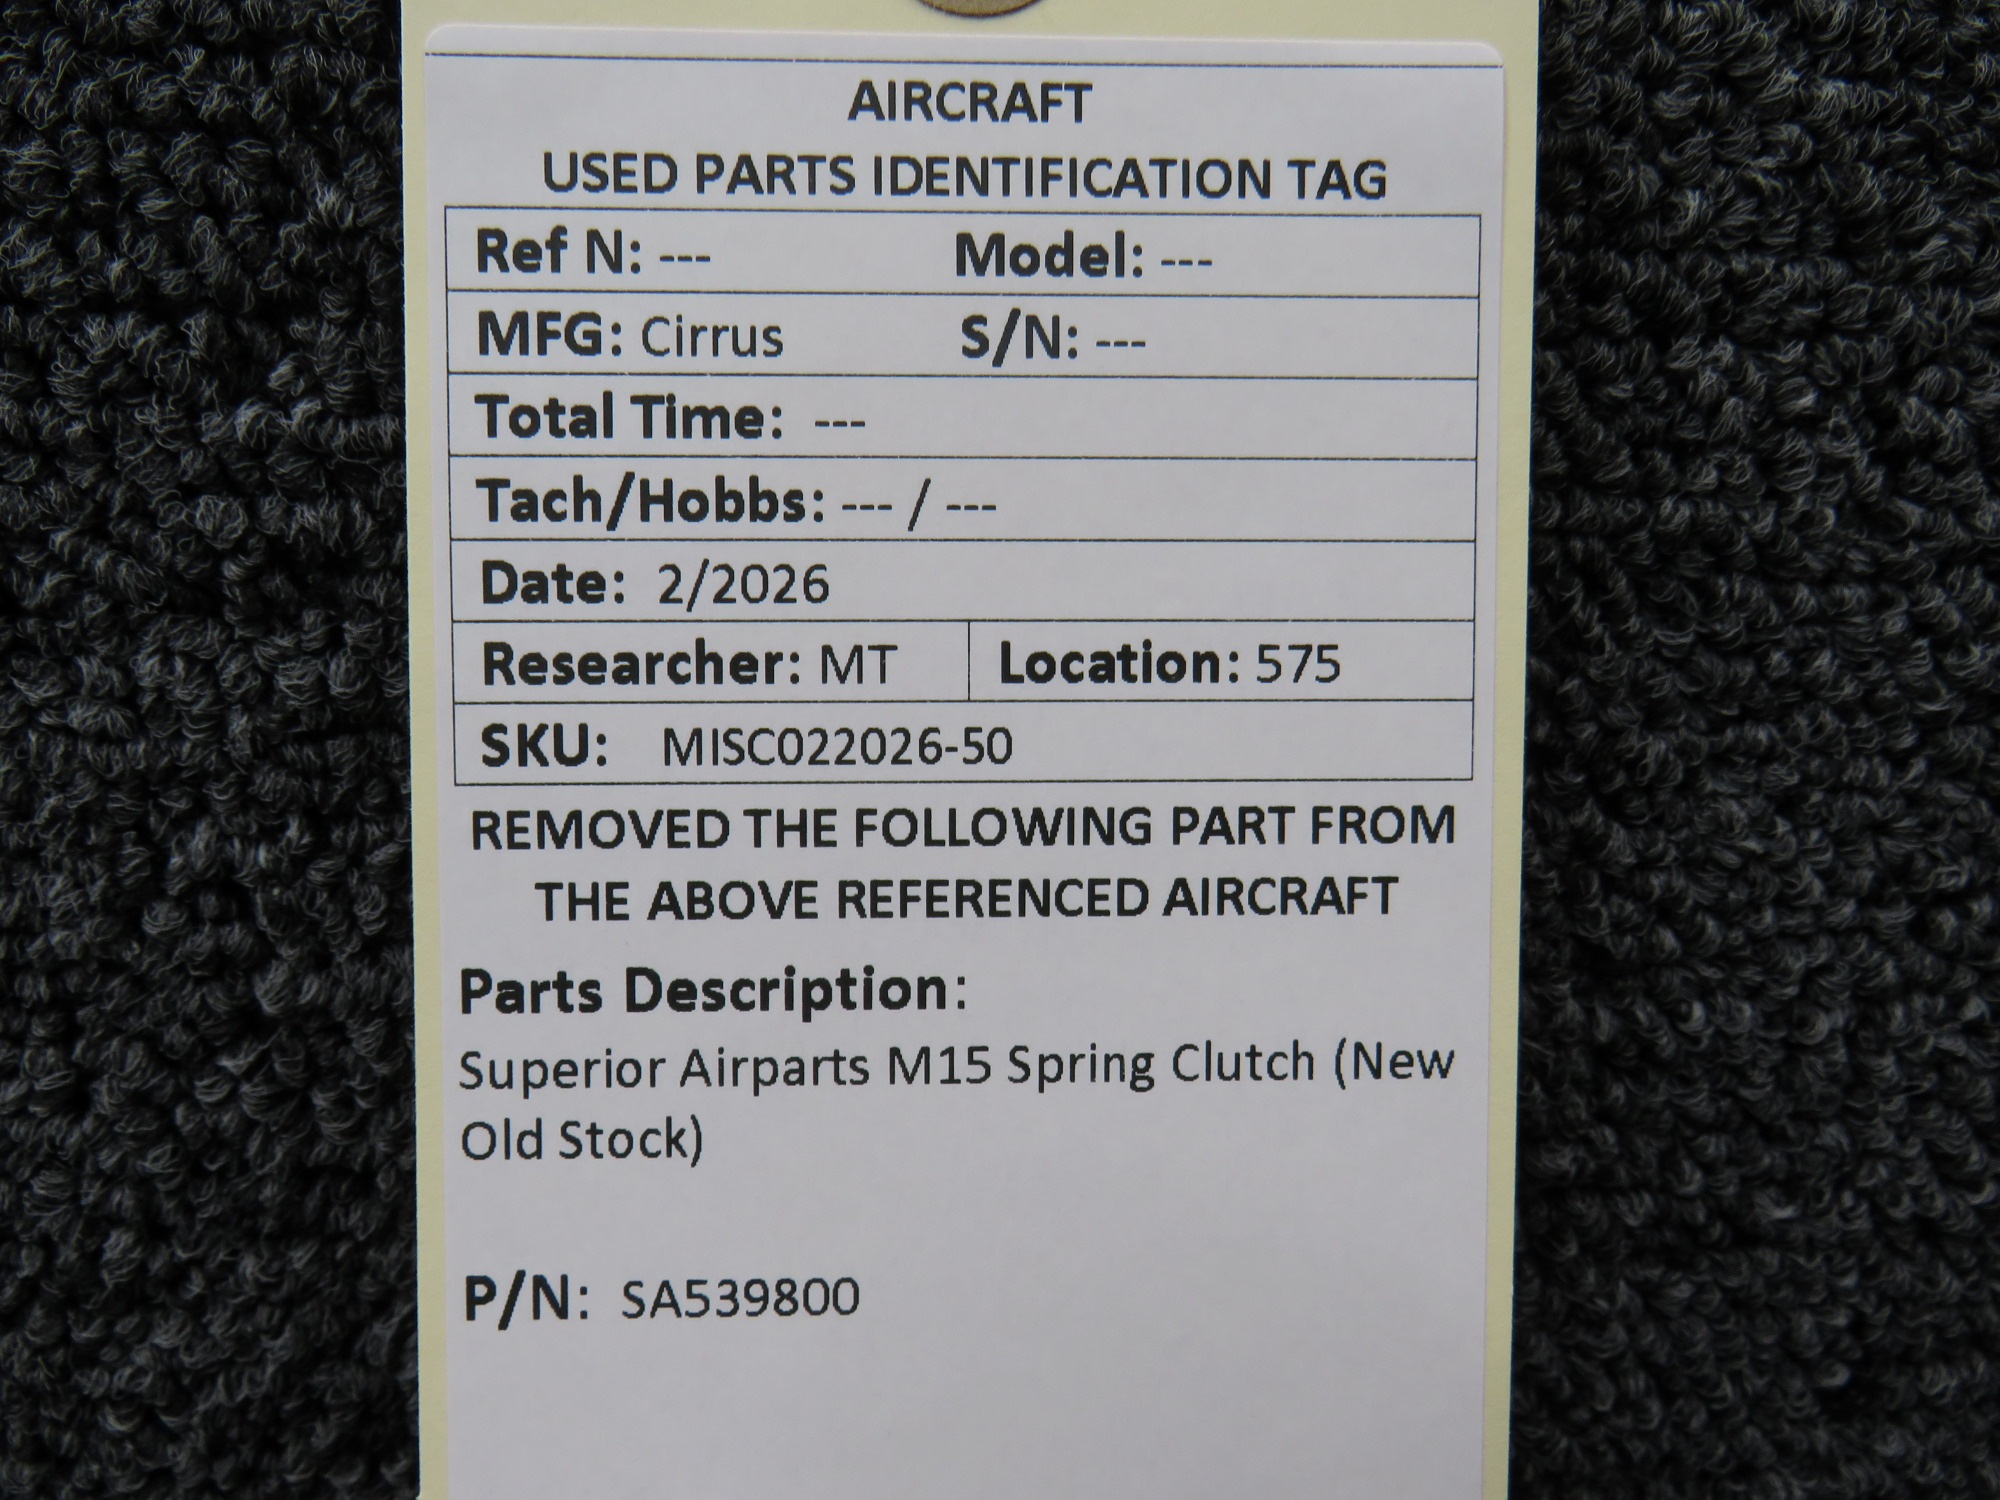 AIRCRAFT
USED PARTS IDENTIFICATION TAG
Ref N: --- Model: ---
MFG: Cirrus S/N: ---
Total Time: ---
Tach/Hobbs: --- / ---
Date: 2/2026
Researcher: MT Location: 575
SKU: MISC022026-50
REMOVED THE FOLLOWING PART FROM
THE ABOVE REFERENCED AIRCRAFT
Parts Description:
Superior Airparts M15 Spring Clutch (New
Old Stock)
P/N: SA539800